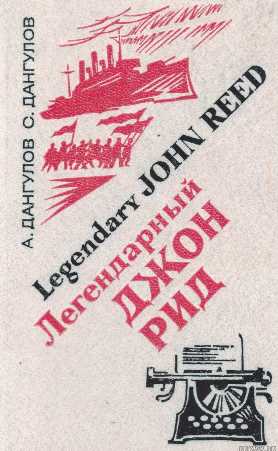 А. ДАНГУЛОВ С. ДАНГУЛОВ
Legendary JOHN REED
Легендарный
ДЖОН
РИД